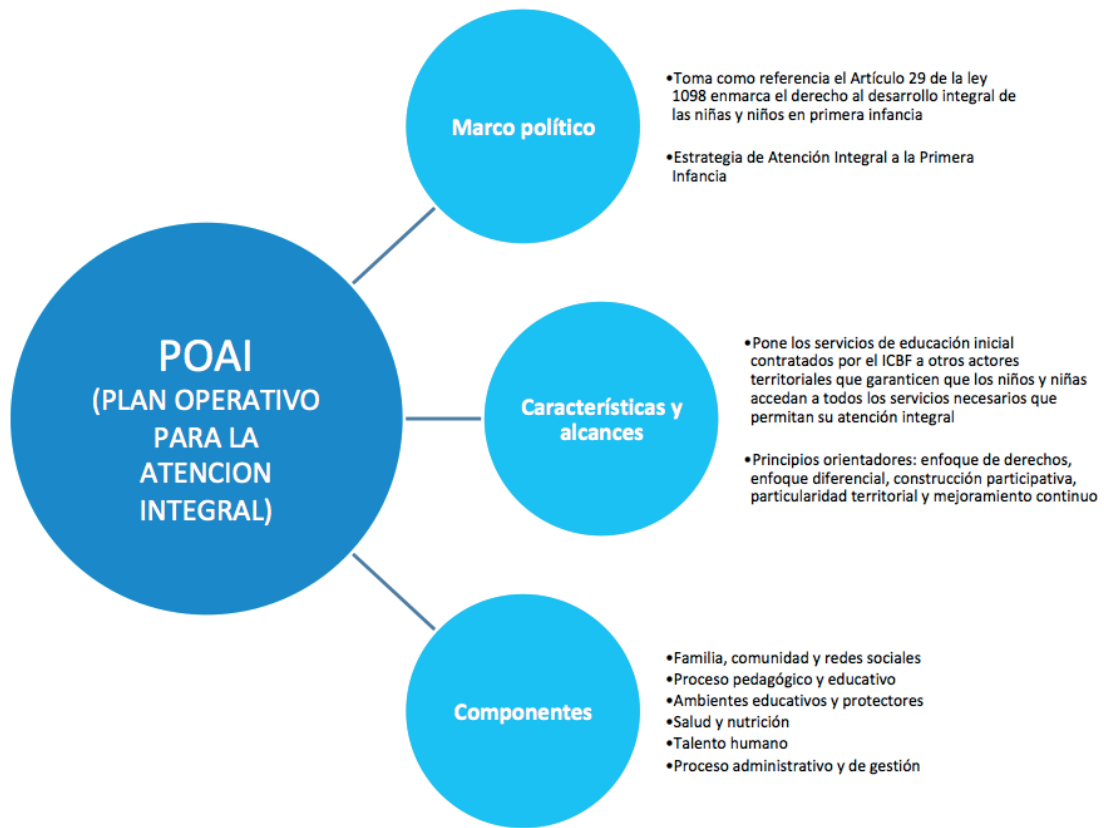 POAI
(PLAN OPERATIVO
PARA LA
ATENCION
INTEGRAL)
Marco político
•Toma como referencia el Artículo 29 de la ley
1098 enmarca el derecho al desarrollo integral de
las niñas y niños en primera infancia
•Estrategia de Atención Integral a la Primera
Infancia
Características y
alcances
•Pone los servicios de educación inicial
contratados por el ICBF a otros actores
territoriales que garanticen que los niños y niñas
accedan a todos los servicios necesarios que
permitan su atención integral
•Principios orientadores: enfoque de derechos,
enfoque diferencial, construcción participativa,
particularidad territorial y mejoramiento continuo
Componentes
•Familia, comunidad y redes sociales
•Proceso pedagógico y educativo
•Ambientes educativos y protectores
•Salud y nutrición
•Talento humano
•Proceso administrativo y de gestión